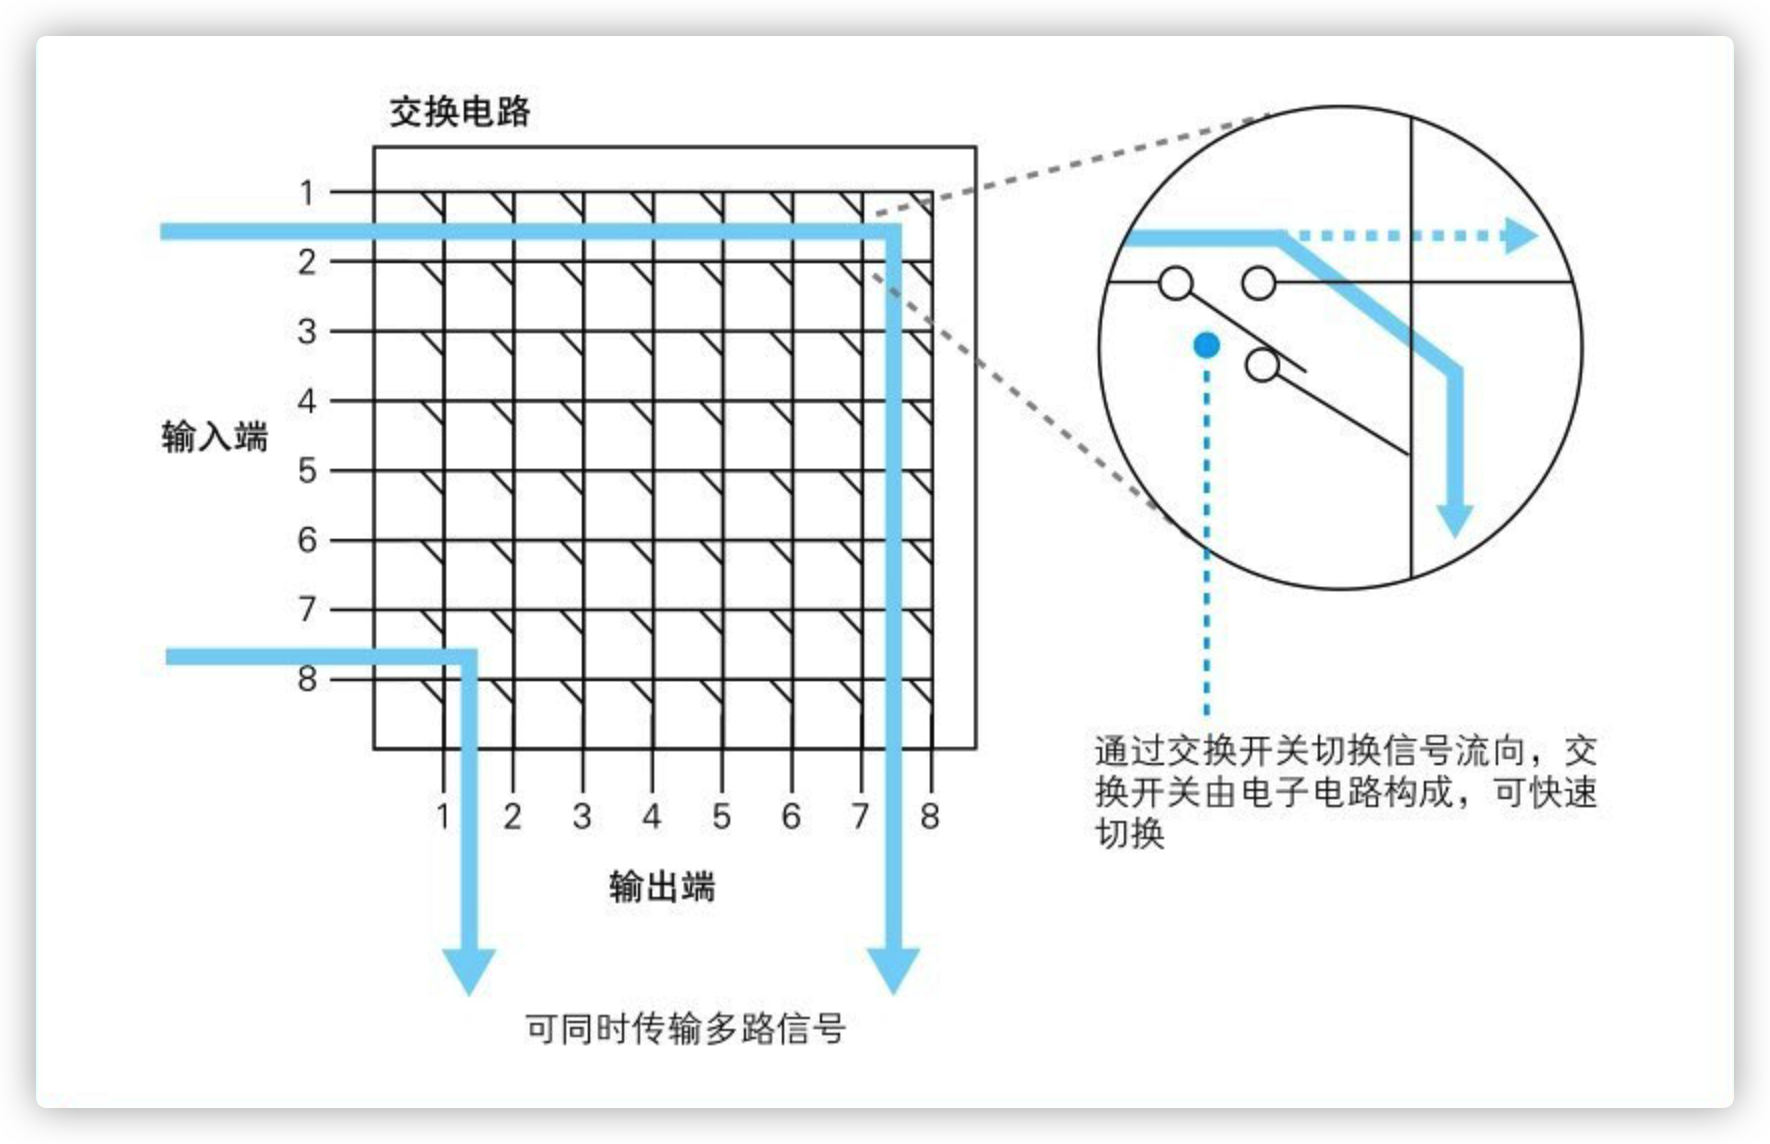 交换电路
1
2
3
4
输入端
5
6
7
8
1 2 3 4 5 6 7 8
输出端
可同时传输多路信号
通过交换开关切换信号流向，交
换开关由电子电路构成，可快速
切换